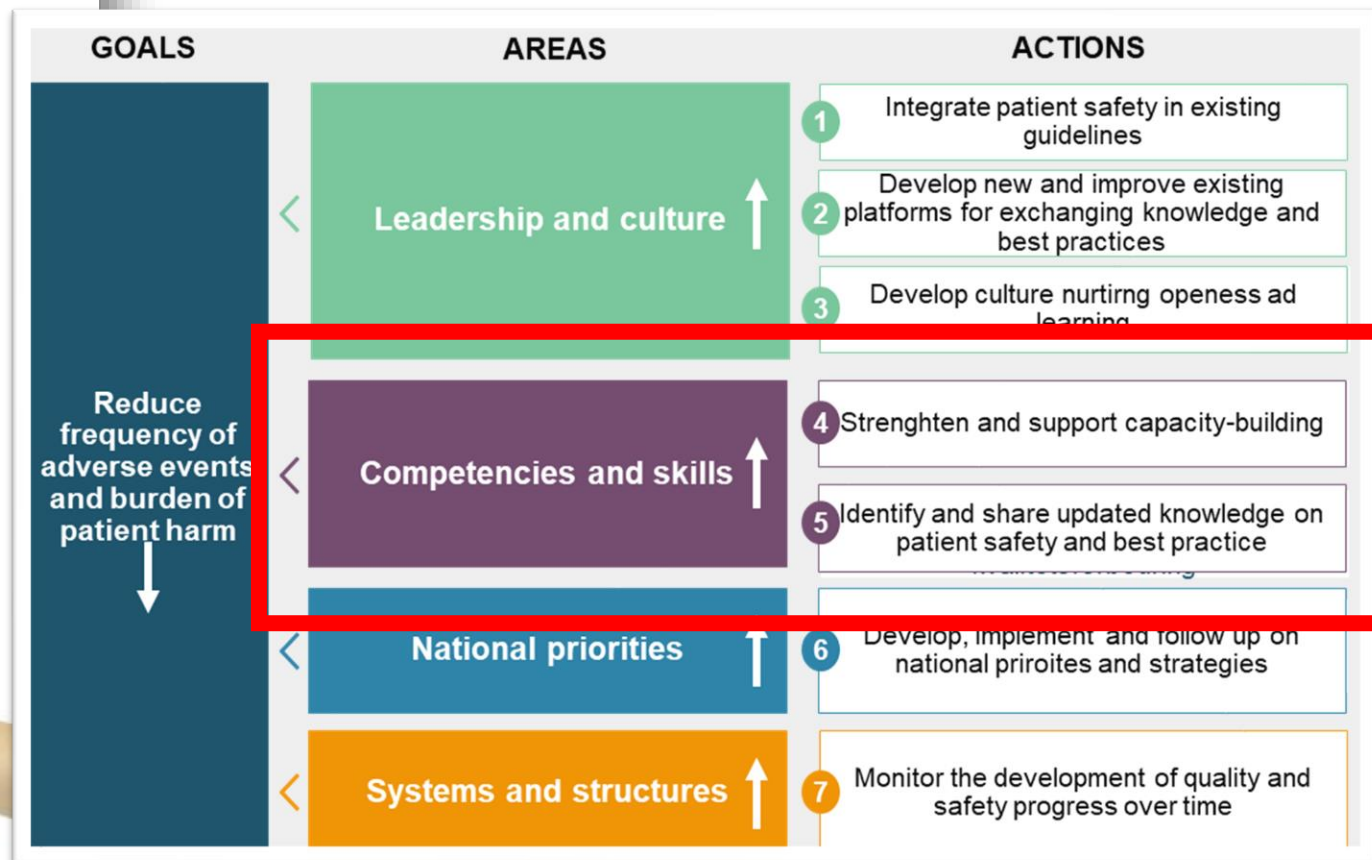 GOALS
AREAS
ACTIONS
Reduce
frequency of
adverse events
and burden of
patient harm
Leadership and culture
1
Integrate patient safety in existing
guidelines
2
Develop new and improve existing
platforms for exchanging knowledge and
best practices
3
Develop culture nurtirng openess ad
learning
Competencies and skills
4
Strenghten and support capacity-building
5
Identify and share updated knowledge on
patient safety and best practice
National priorities
6
Develop, implement and follow up on
national priroites and strategies
Systems and structures
7
Monitor the development of quality and
safety progress over time